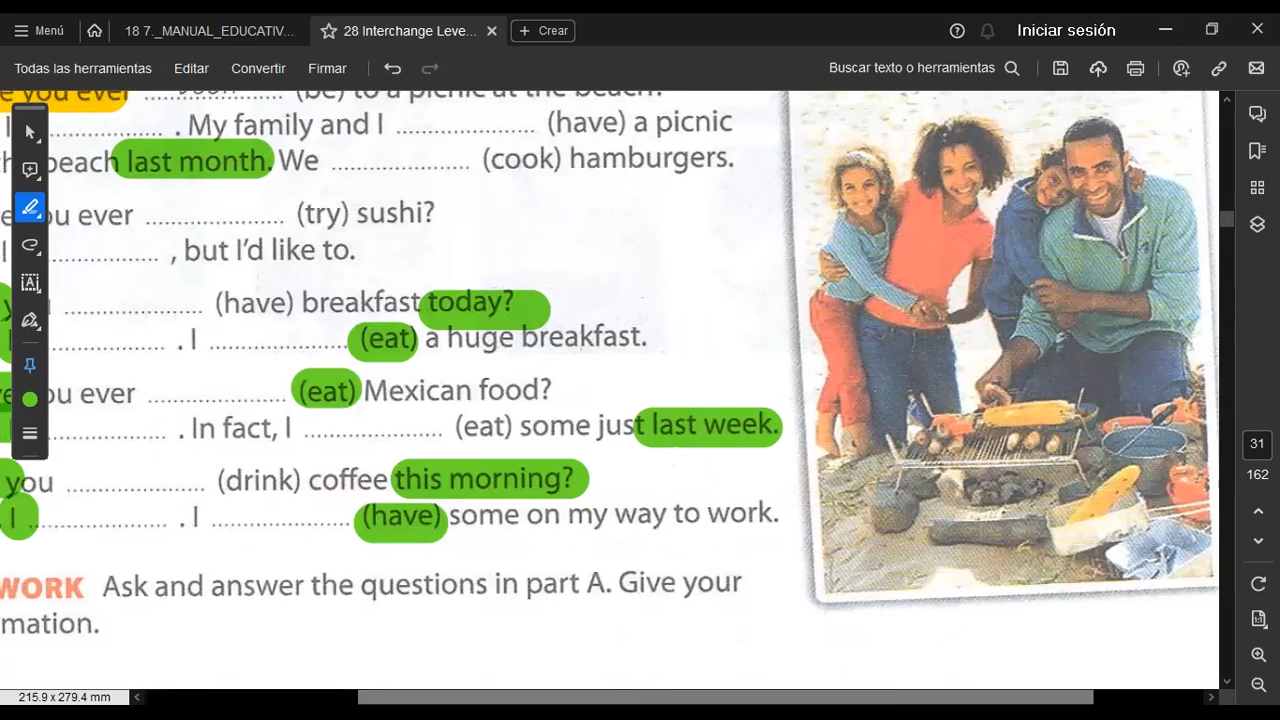 Menú
18 7._MANUAL_EDUCATIV...
28 Interchange Leve...
Crear
Iniciar sesión
Todas las herramientas
Editar
Convertir
Firmar
Buscar texto o herramientas
e you ever .................. (be) to a picnic at the beach?
I .................. . My family and I .................. (have) a picnic
beach last month. We .................. (cook) hamburgers.
ou ever .................. (try) sushi?
I .................. , but I'd like to.
.................. (have) breakfast today?
.................. . I .................. (eat) a huge breakfast.
ou ever .................. (eat) Mexican food?
.................. . In fact, I .................. (eat) some just last week.
you .................. (drink) coffee this morning?
I .................. . I .................. (have) some on my way to work.
WORK Ask and answer the questions in part A. Give your
mation.
31
162
215.9 x 279.4 mm